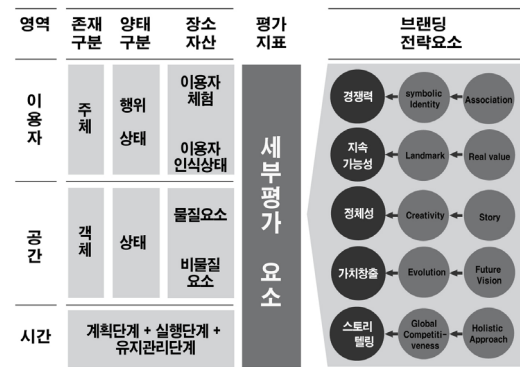 영역
존재
구분
양태
구분
장소
자산
평가
지표
브랜딩
전략요소
이
용
자
주
체
행위
상태
이용자
체험
이용자
인식상태
공
간
객
체
상태
물질요소
비물질
요소
시간
계획단계 + 실행단계 +
유지관리단계
세
부
평
가
요
소
경쟁력
symbolic
Identity
Association
지속
가능성
Landmark
Real value
정체성
Creativity
Story
가치창출
Evolution
Future
Vision
스토리
텔링
Global
Competiti-
veness
Holistic
Approach